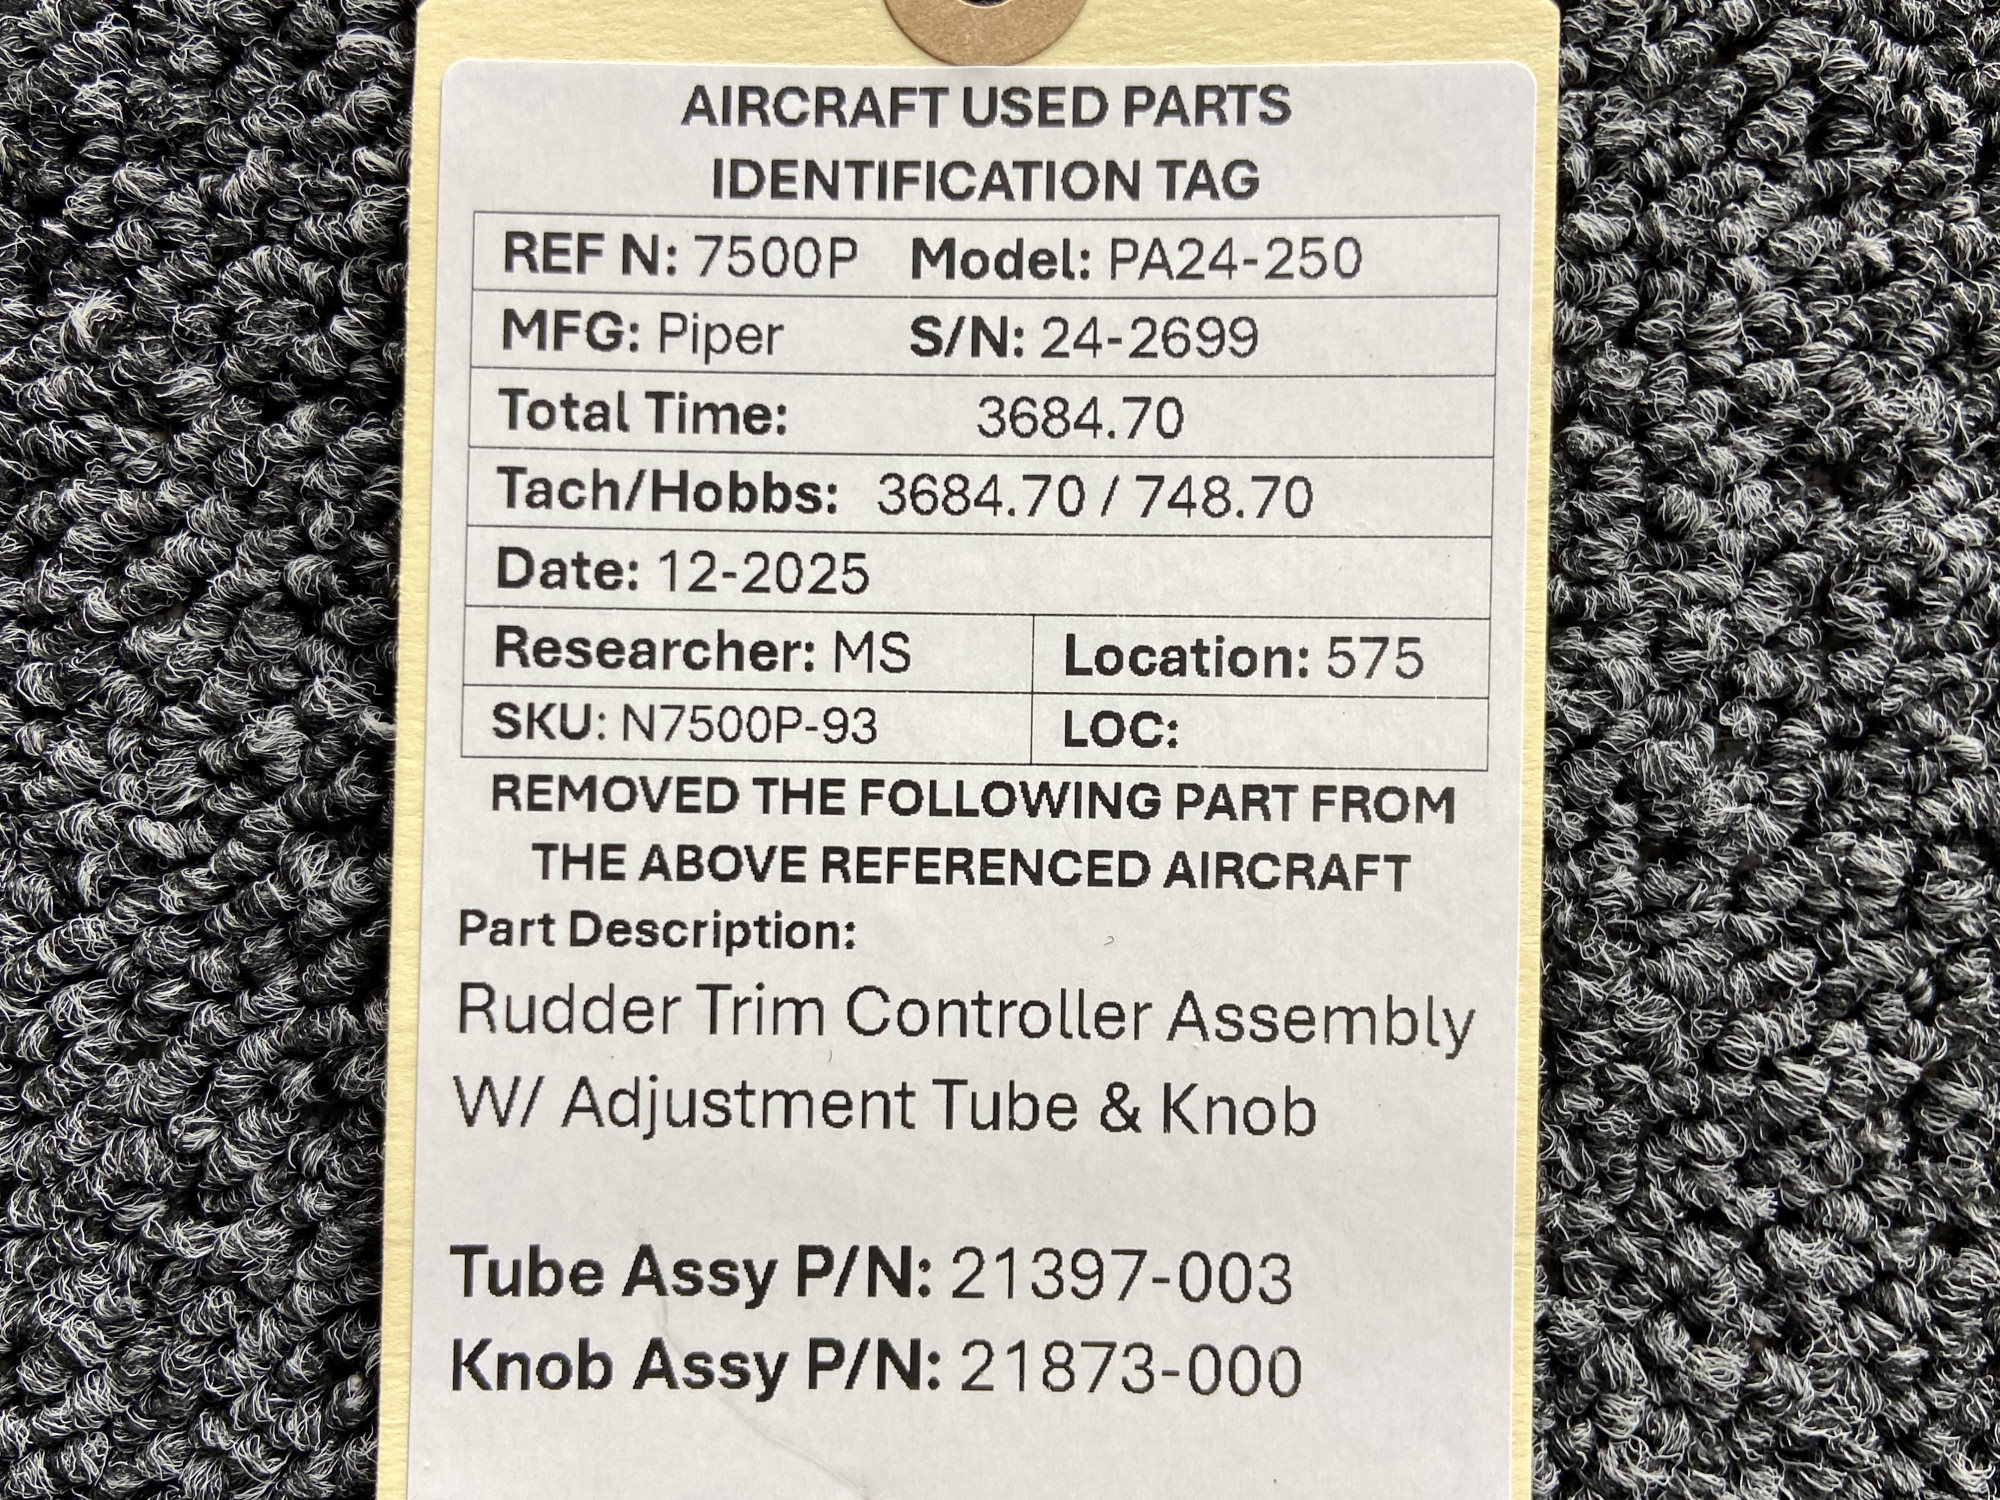 AIRCRAFT USED PARTS
IDENTIFICATION TAG
REF N: 7500P Model: PA24-250
MFG: Piper S/N: 24-2699
Total Time: 3684.70
Tach/Hobbs: 3684.70 / 748.70
Date: 12-2025
Researcher: MS Location: 575
SKU: N7500P-93 LOC:
REMOVED THE FOLLOWING PART FROM
THE ABOVE REFERENCED AIRCRAFT
Part Description:
Rudder Trim Controller Assembly
W/ Adjustment Tube & Knob
Tube Assy P/N: 21397-003
Knob Assy P/N: 21873-000